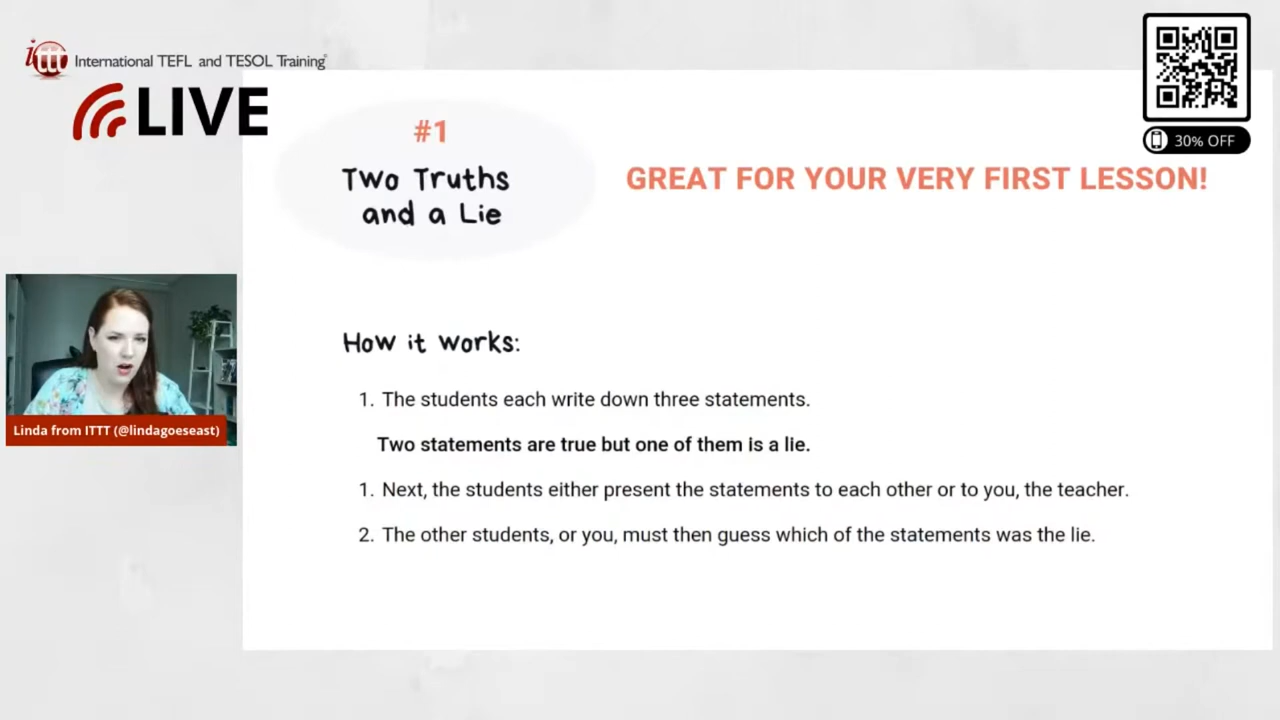 ittt International TEFL and TESOL Training
LIVE
30% OFF
#1
Two Truths
and a Lie
GREAT FOR YOUR VERY FIRST LESSON!
How it works:
1. The students each write down three statements.
Two statements are true but one of them is a lie.
1. Next, the students either present the statements to each other or to you, the teacher.
2. The other students, or you, must then guess which of the statements was the lie.
Linda from ITTT (@lindagoeseast)